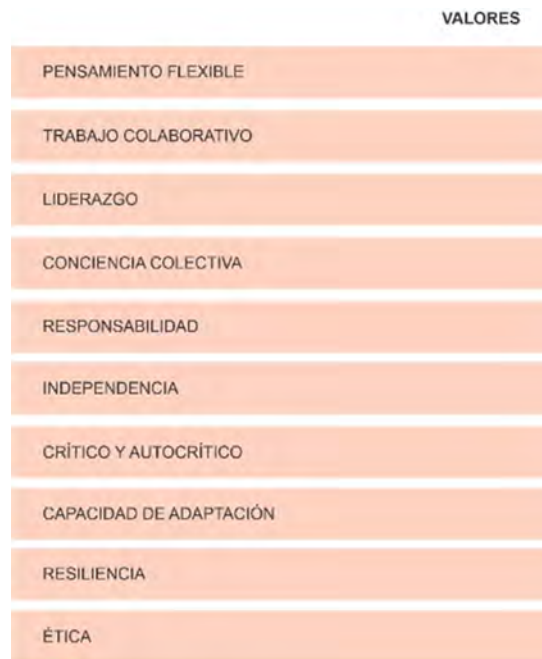 VALORES
PENSAMIENTO FLEXIBLE
TRABAJO COLABORATIVO
LIDERAZGO
CONCIENCIA COLECTIVA
RESPONSABILIDAD
INDEPENDENCIA
CRÍTICO Y AUTOCRÍTICO
CAPACIDAD DE ADAPTACIÓN
RESILIENCIA
ÉTICA